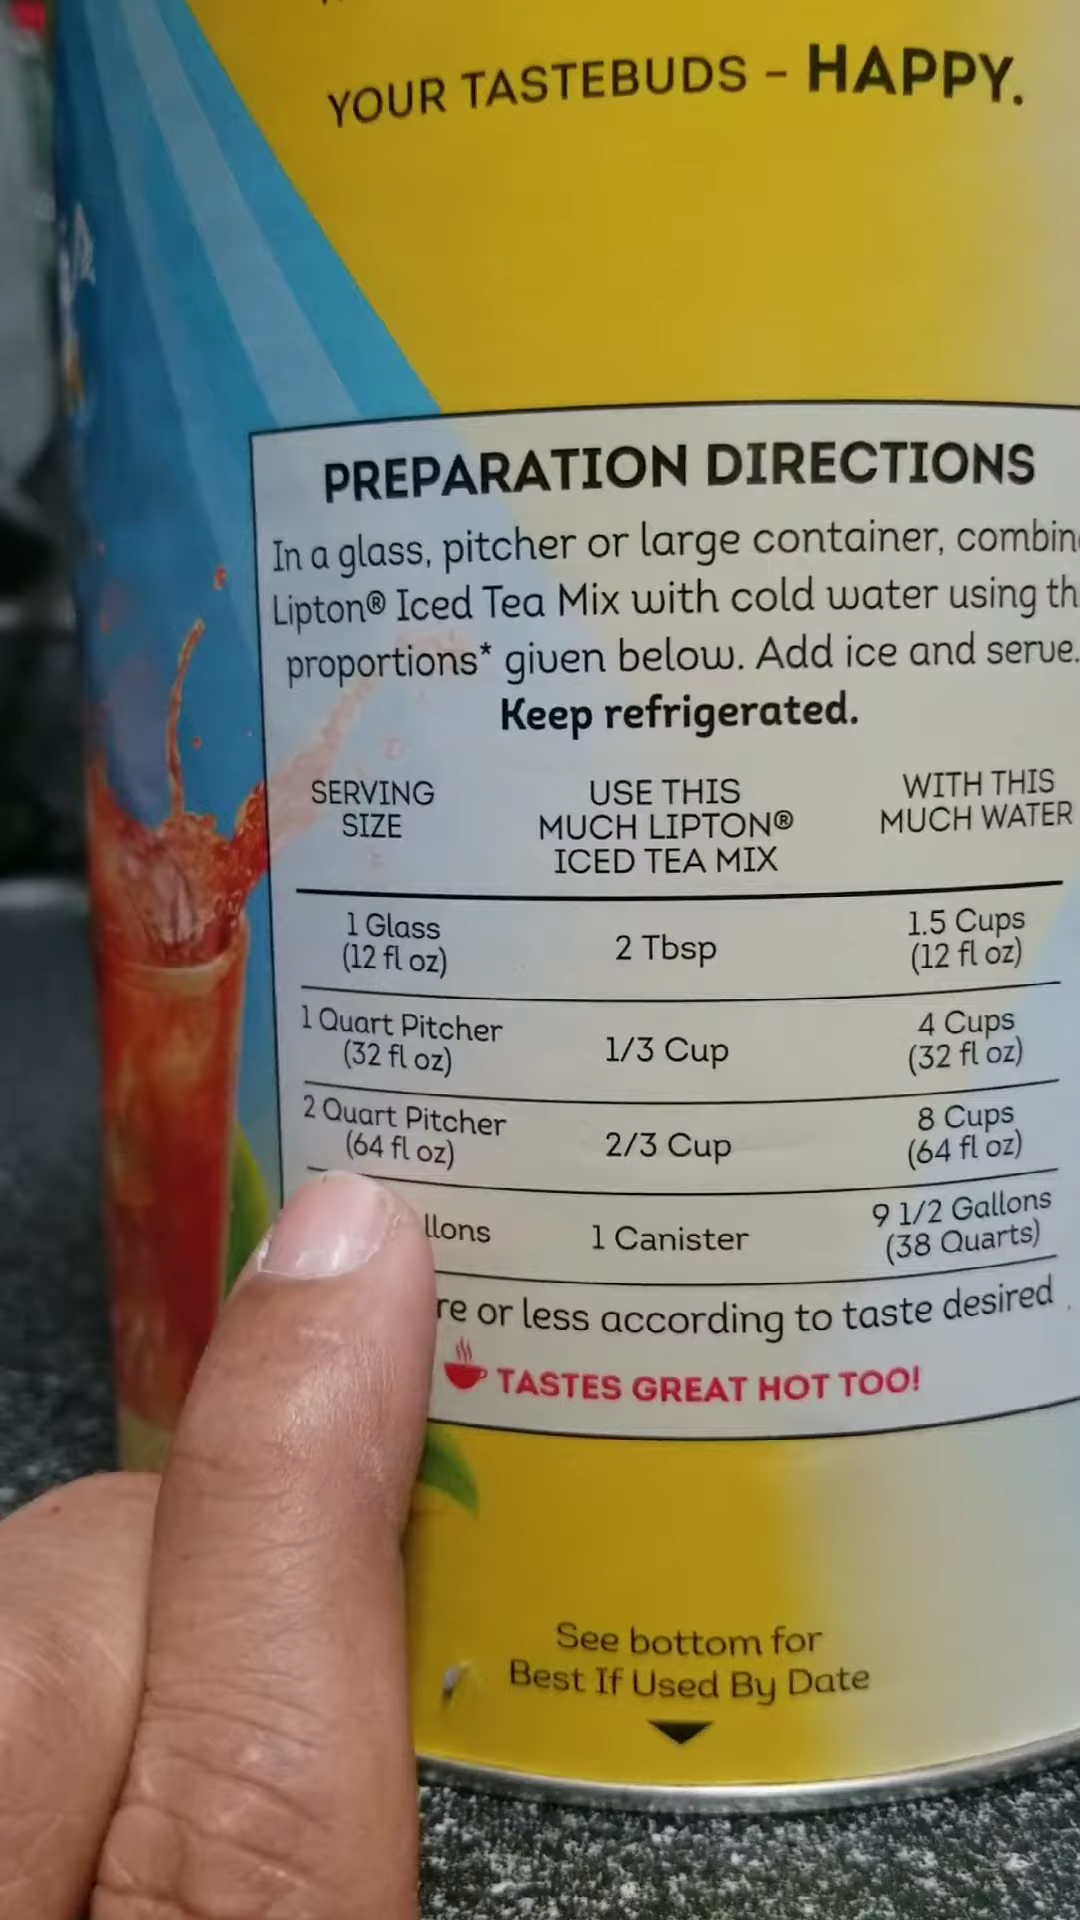 YOUR TASTEBUDS - HAPPY.
PREPARATION DIRECTIONS
In a glass, pitcher or large container, combin
Lipton® Iced Tea Mix with cold water using th
proportions* given below. Add ice and serve.
Keep refrigerated.
SERVING SIZE
USE THIS MUCH LIPTON® ICED TEA MIX
WITH THIS MUCH WATER
1 Glass (12 fl oz)
2 Tbsp
1.5 Cups (12 fl oz)
1 Quart Pitcher (32 fl oz)
1/3 Cup
4 Cups (32 fl oz)
2 Quart Pitcher (64 fl oz)
2/3 Cup
8 Cups (64 fl oz)
llons
1 Canister
9 1/2 Gallons (38 Quarts)
re or less according to taste desired
TASTES GREAT HOT TOO!
See bottom for
Best If Used By Date